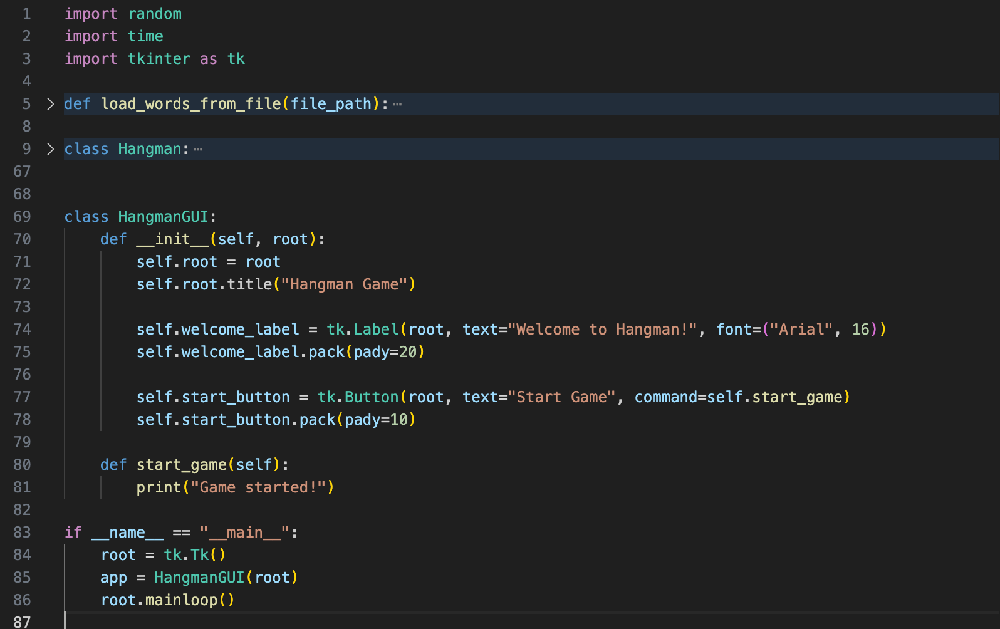 1 import random
2 import time
3 import tkinter as tk
4
5 def load_words_from_file(file_path):…
8
9 class Hangman:…
67
68
69 class HangmanGUI:
70     def __init__(self, root):
71         self.root = root
72         self.root.title("Hangman Game")
73
74         self.welcome_label = tk.Label(root, text="Welcome to Hangman!", font=("Arial", 16))
75         self.welcome_label.pack(pady=20)
76
77         self.start_button = tk.Button(root, text="Start Game", command=self.start_game)
78         self.start_button.pack(pady=10)
79
80     def start_game(self):
81         print("Game started!")
82
83 if __name__ == "__main__":
84     root = tk.Tk()
85     app = HangmanGUI(root)
86     root.mainloop()
87